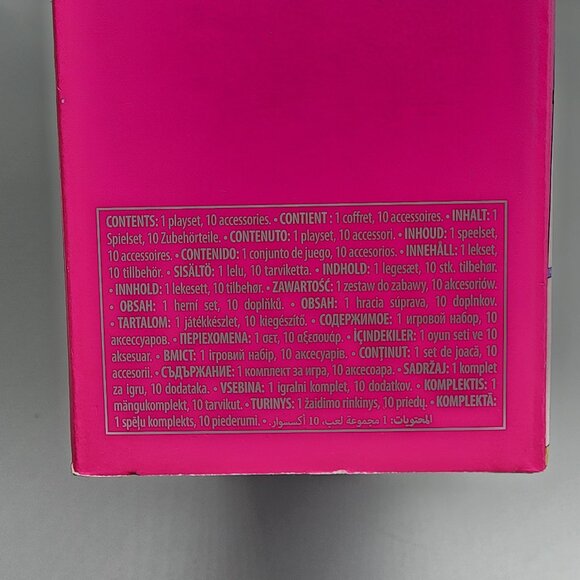 CONTENTS: 1 playset, 10 accessories. • CONTIENT : 1 coffret, 10 accessoires. • INHALT: 1
Spielset, 10 Zubehörteile. • CONTENUTO: 1 playset, 10 accessori. • INHOUD: 1 speelset,
10 accessoires. • CONTENIDO: 1 conjunto de juego, 10 accesorios. • INNEHÅLL: 1 lekset,
10 tillbehör. • SISÄLTÖ: 1 lelu, 10 tarviketta. • INDHOLD: 1 legesæt, 10 stk. tilbehør.
• INNHOLD: 1 lekesett, 10 tilbehør. • ZAWARTOŚĆ: 1 zestaw do zabawy, 10 akcesoriów.
• OBSAH: 1 herní set, 10 doplňků. • OBSAH: 1 hracia suprava, 10 doplnkov.
• TARTALOM: 1 játékkészlet, 10 kiegészítő. • СОДЕРЖИМОЕ: 1 игровой набор, 10
аксессуаров. • ΠΕΡΙΕΧΟΜΕΝΑ: 1 σετ, 10 αξεσουάρ. • İÇİNDEKİLER: 1 oyun seti ve 10
aksesuar. • ВМІСТ: 1 ігровий набір, 10 аксесуарів. • CONŢINUT: 1 set de joacă, 10
accesorii. • СЪДЪРЖАНИЕ: 1 комплект за игра, 10 аксесоара. • SADRŽAJ: 1 komplet
za igru, 10 dodataka. • VSEBINA: 1 igralni komplet, 10 dodatkov. • KOMPLEKTIS: 1
mängukomplekt, 10 tarvikut. • TURINYS: 1 žaidimo rinkinys, 10 priedų. • KOMPLEKTĀ:
1 spēļu komplekts, 10 piederumi. • المحتويات: 1 مجموعة لعب، 10 أكسسوار.